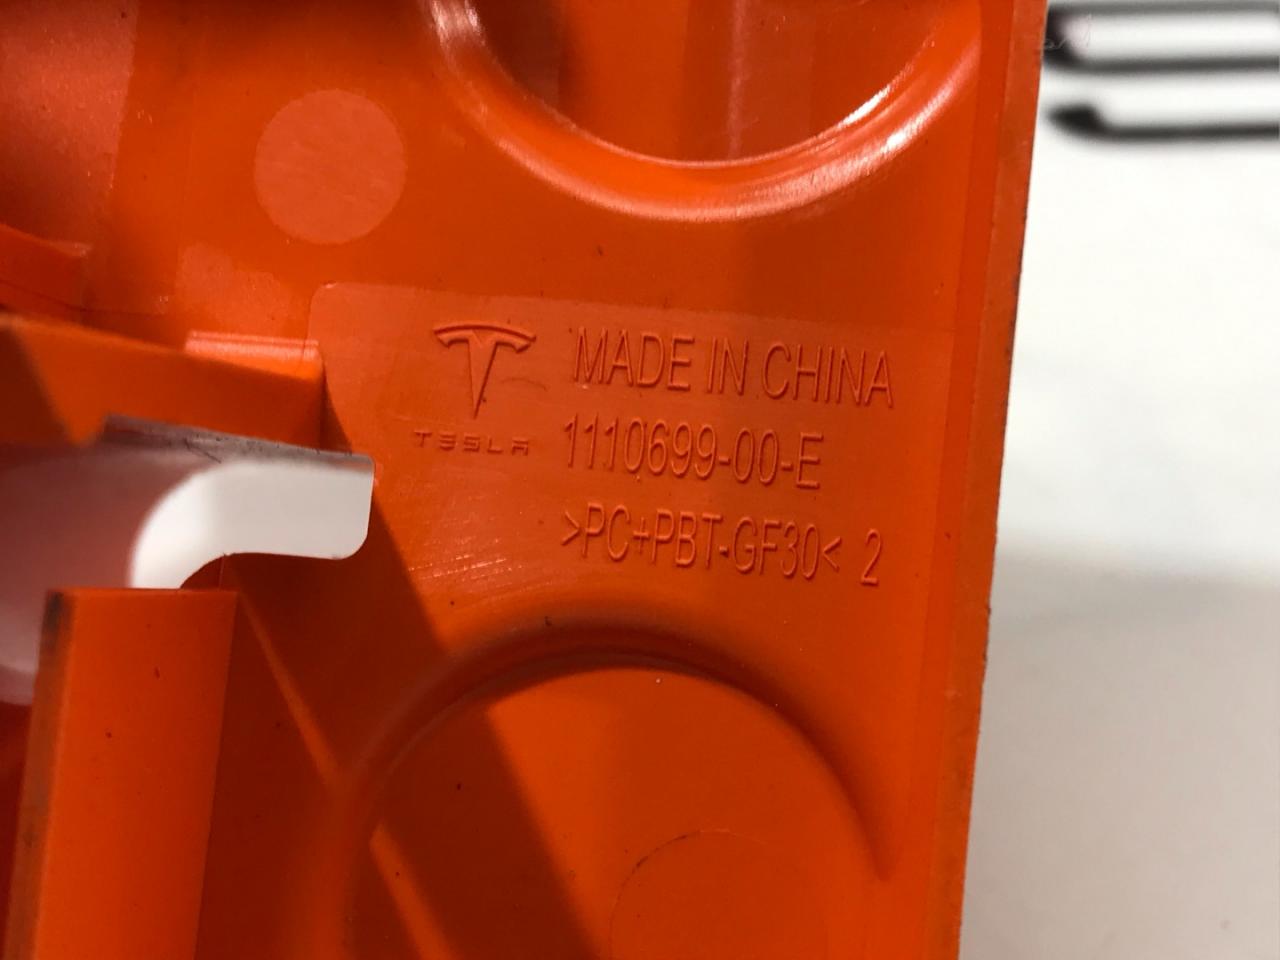 MADE IN CHINA
TESLA
1110699-00-E
>PC+PBT-GF30< 2